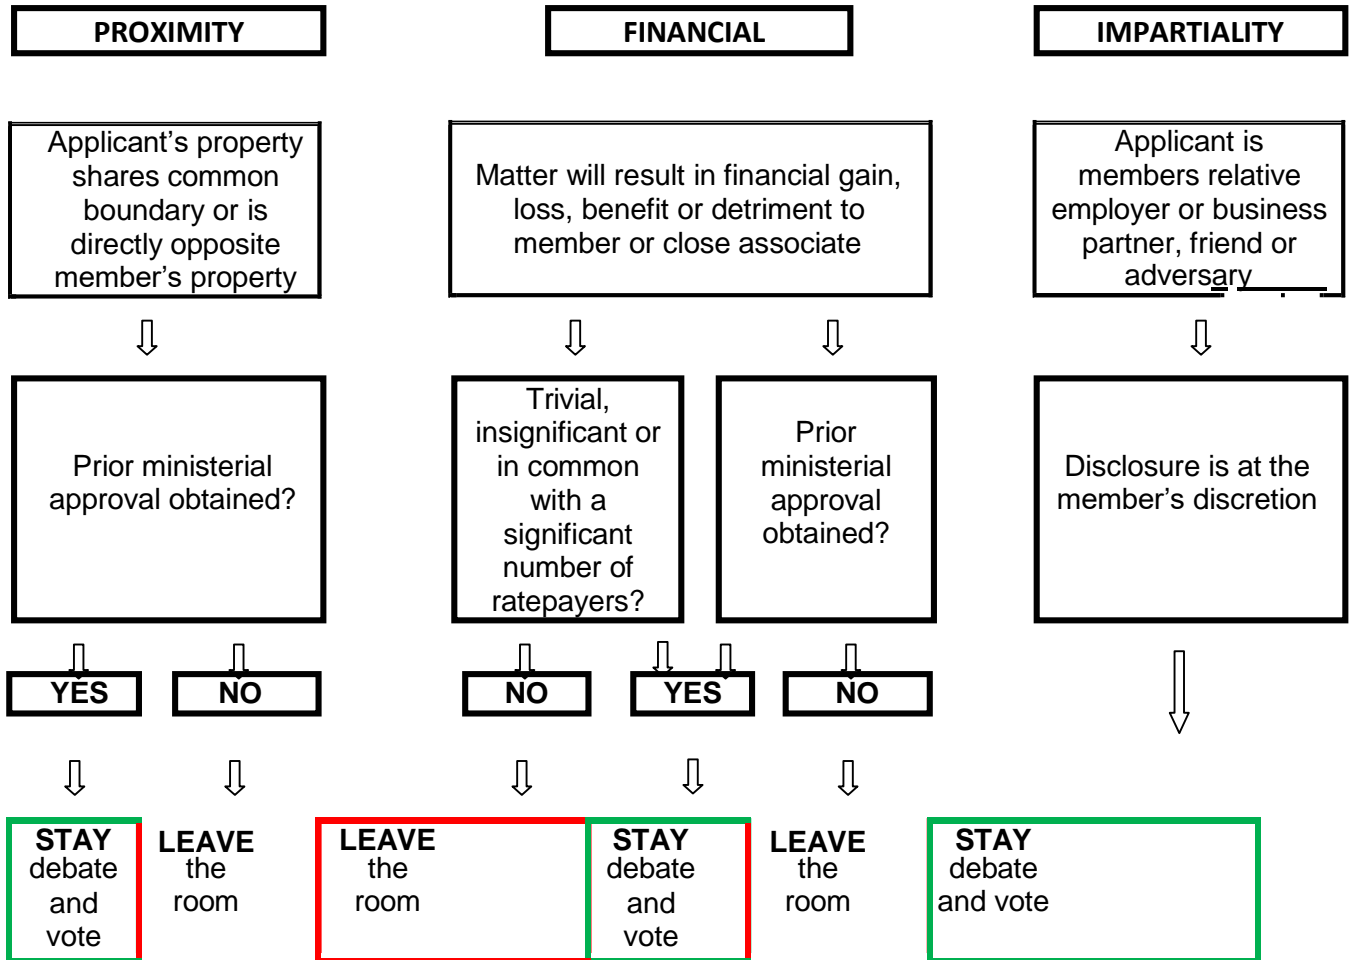 PROXIMITY
FINANCIAL
IMPARTIALITY
Applicant’s property
shares common
boundary or is
directly opposite
member’s property
Matter will result in financial gain,
loss, benefit or detriment to
member or close associate
Applicant is
members relative
employer or business
partner, friend or
adversary
Prior ministerial
approval obtained?
Trivial,
insignificant or
in common
with a
significant
number of
ratepayers?
Prior
ministerial
approval
obtained?
Disclosure is at the
member’s discretion
YES
NO
NO
YES
NO
STAY
debate
and
vote
LEAVE
the
room
LEAVE
the
room
STAY
debate
and
vote
LEAVE
the
room
STAY
debate
and vote